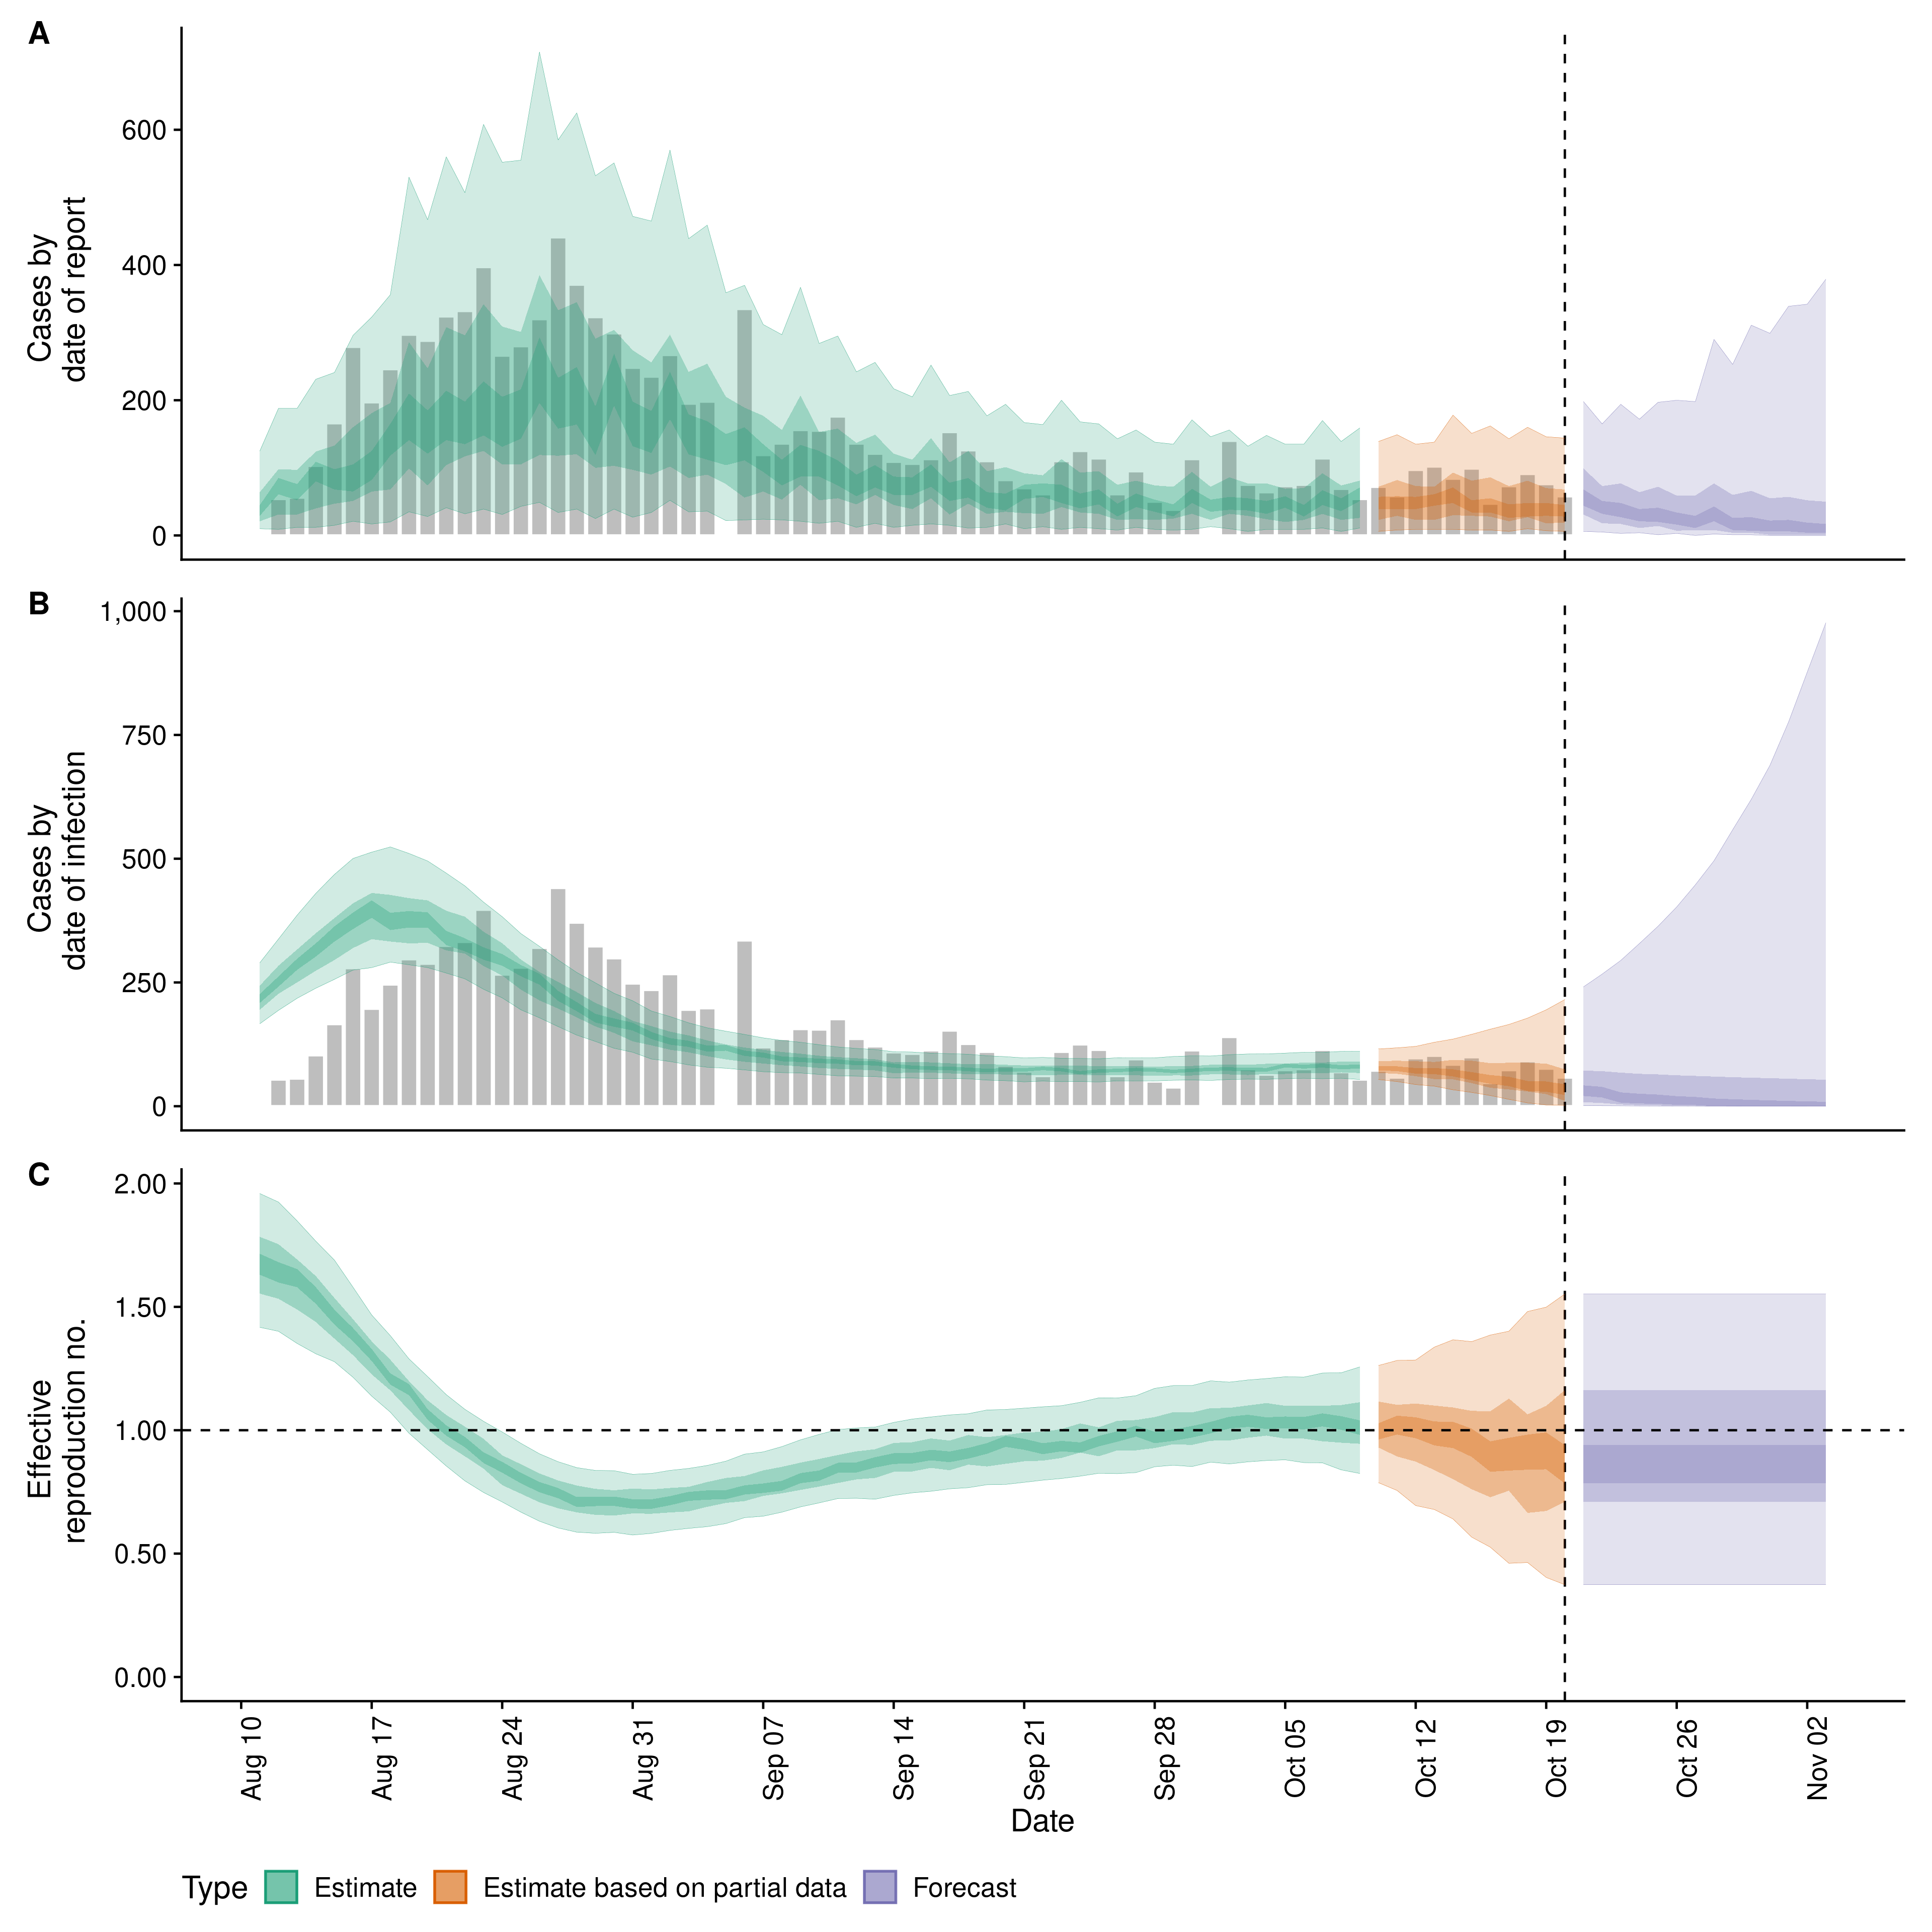 A
600
400
200
0
Cases by
date of report
B
1,000
750
500
250
0
Cases by
date of infection
C
2.00
1.50
1.00
0.50
0.00
Effective
reproduction no.
Aug 10
Aug 17
Aug 24
Aug 31
Sep 07
Sep 14
Sep 21
Sep 28
Oct 05
Oct 12
Oct 19
Oct 26
Nov 02
Date
Type Estimate Estimate based on partial data Forecast